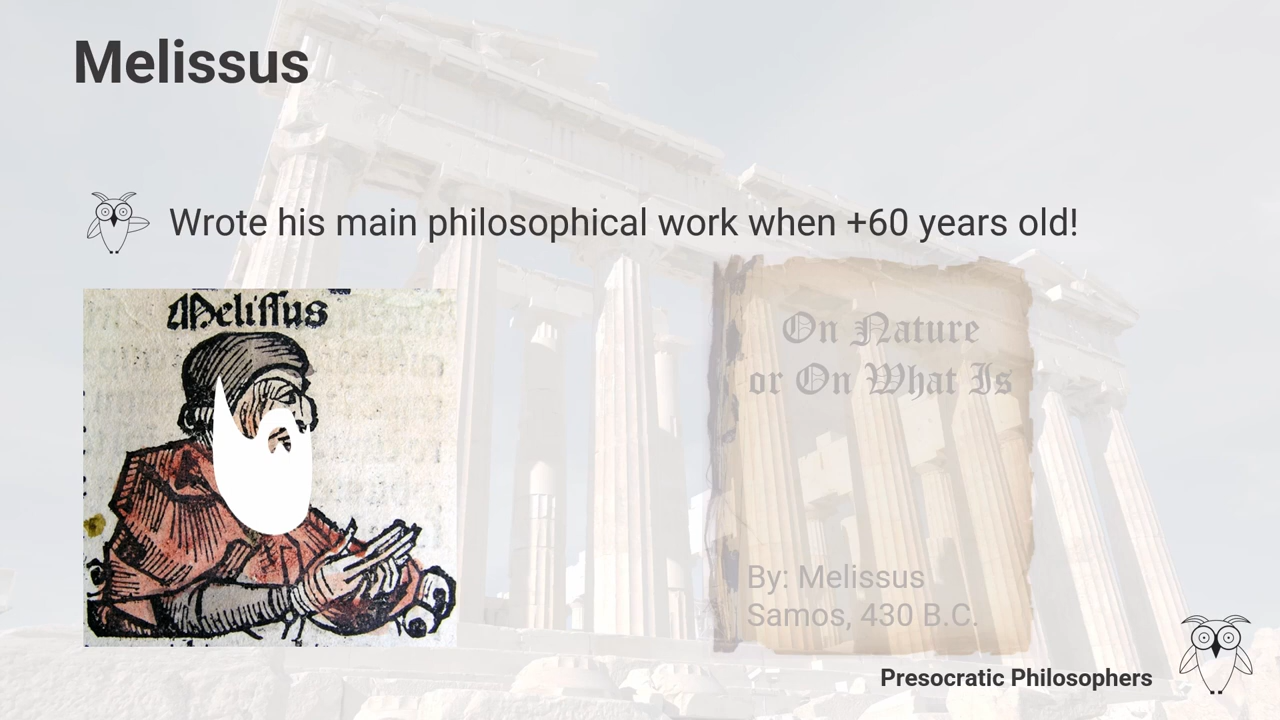 Melissus
Wrote his main philosophical work when +60 years old!
Meliſſus
On Nature
or On What Is
By: Melissus
Samos, 430 B.C.
Presocratic Philosophers